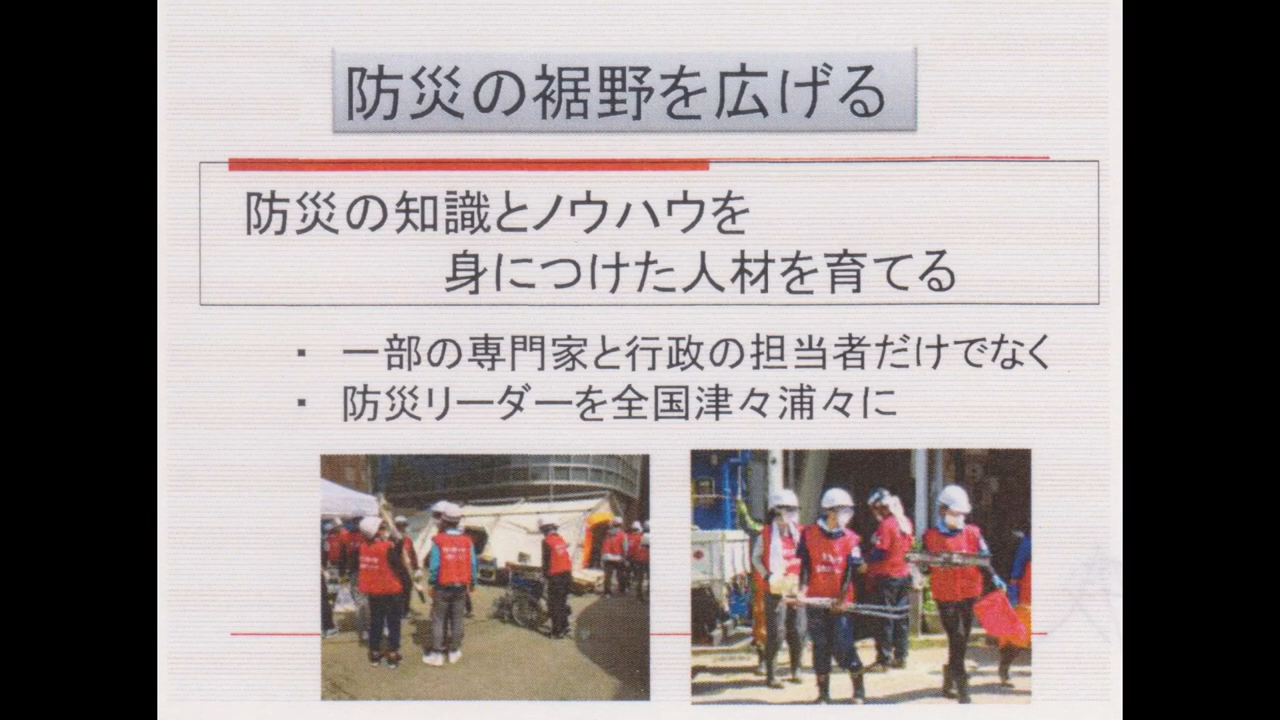 防災の裾野を広げる
防災の知識とノウハウを
身につけた人材を育てる
・ 一部の専門家と行政の担当者だけでなく
・ 防災リーダーを全国津々浦々に